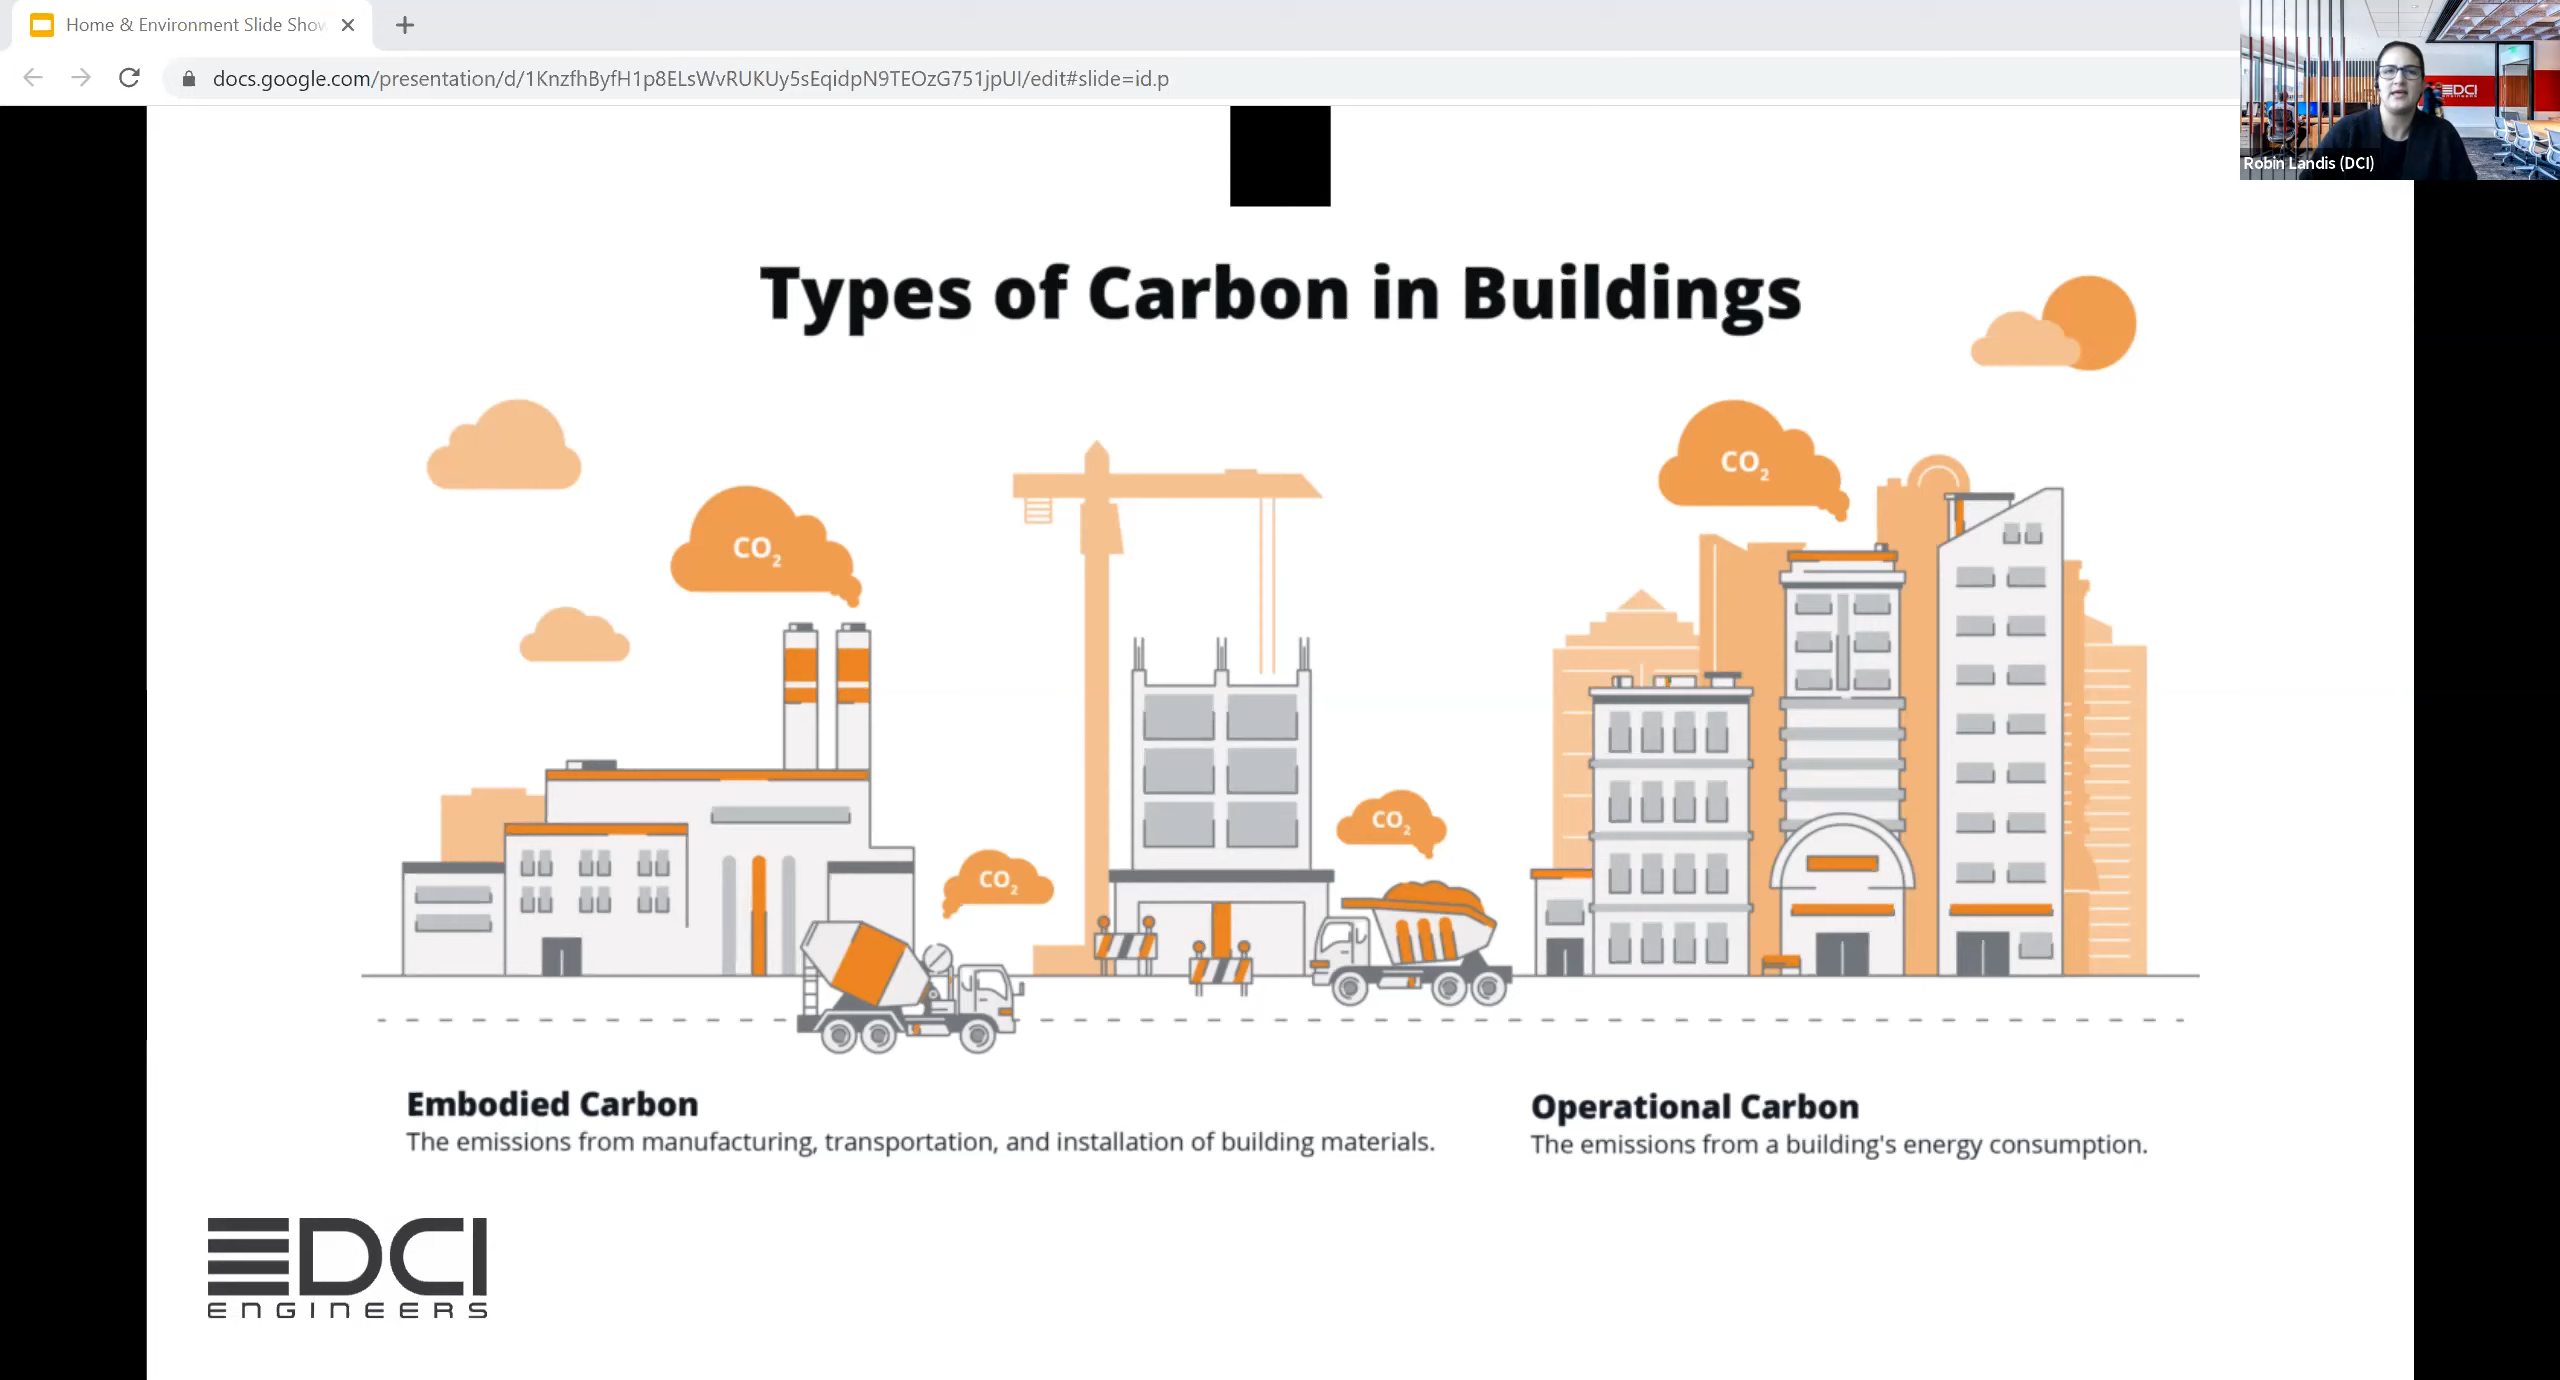 Home & Environment Slide Show
docs.google.com/presentation/d/1KnzfhByfH1p8ELsWvRUKUy5sEqidpN9TEOzG751jpUI/edit#slide=id.p
DCI
ENGINEERS
Robin Landis (DCI)
Types of Carbon in Buildings
CO2
CO2
CO2
CO2
Embodied Carbon
The emissions from manufacturing, transportation, and installation of building materials.
Operational Carbon
The emissions from a building's energy consumption.
DCI
ENGINEERS